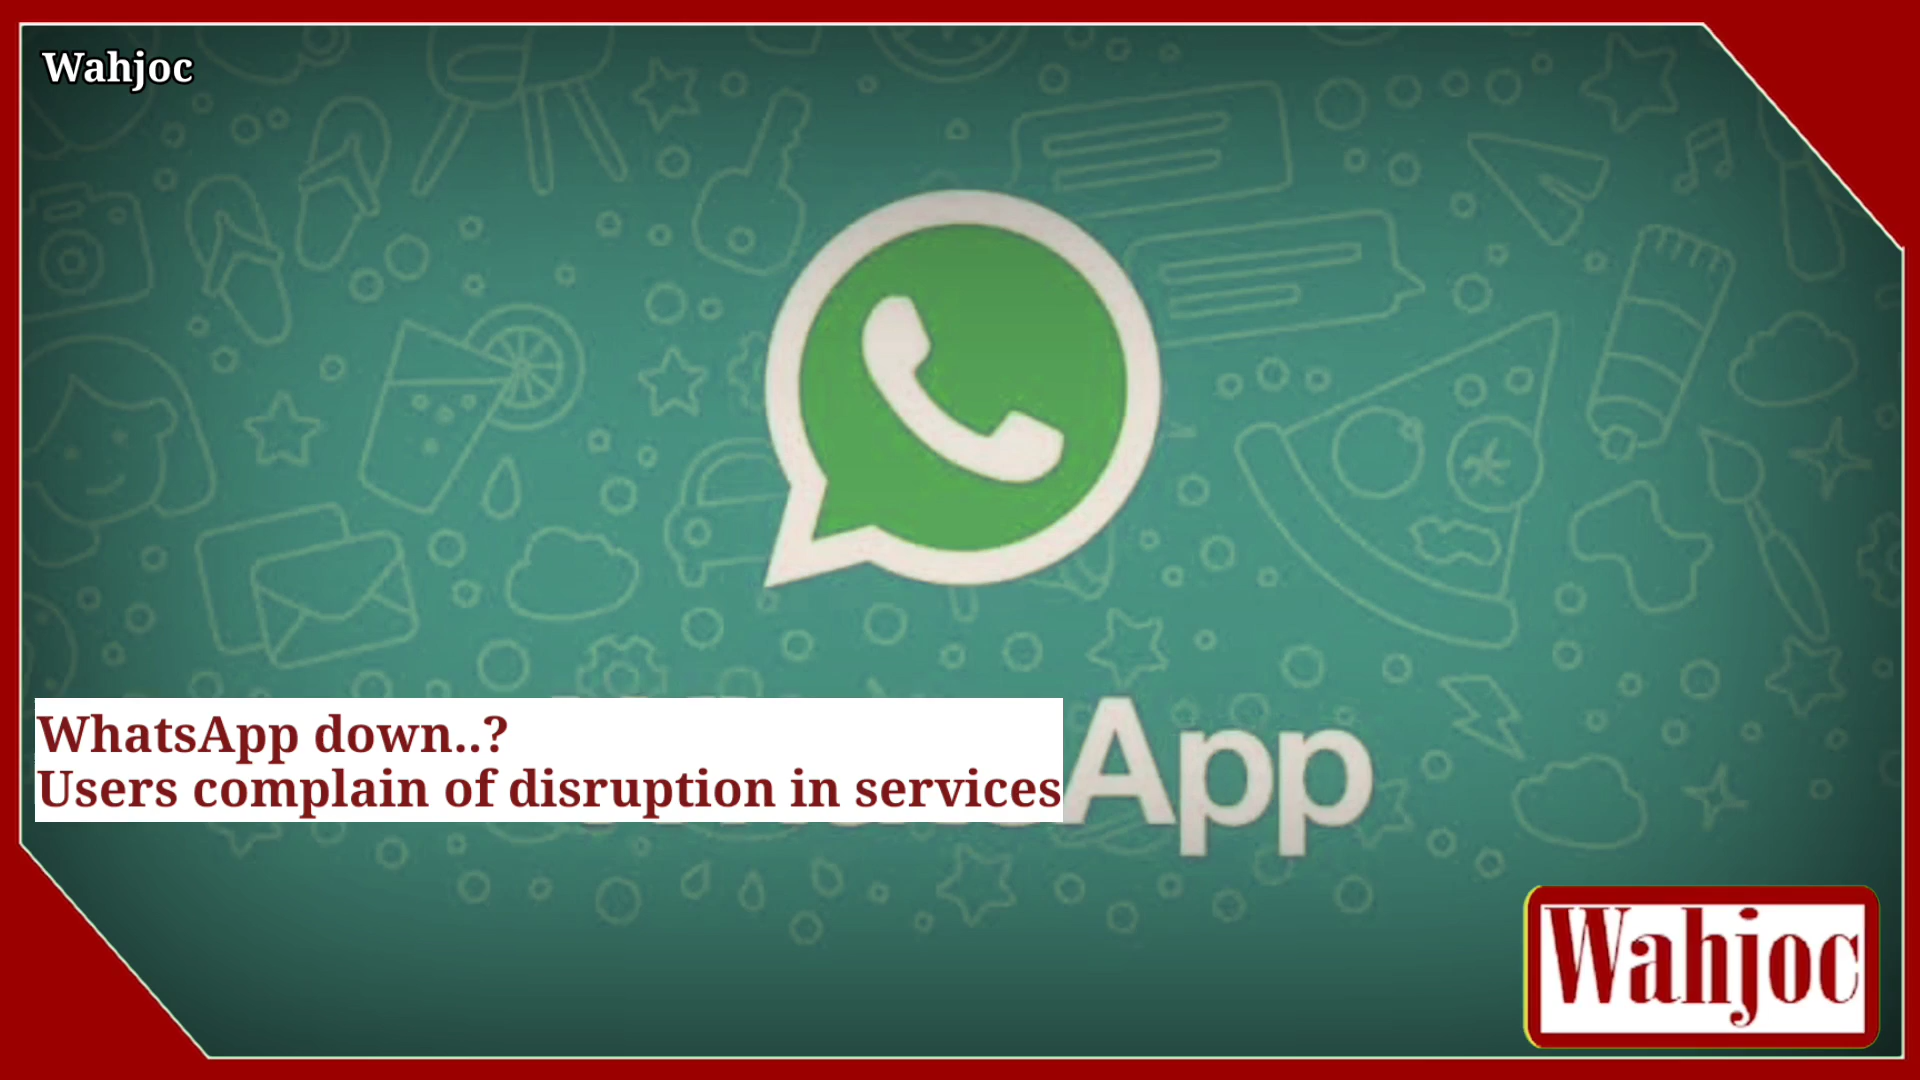 Wahjoc
WhatsApp down..?
Users complain of disruption in services
App
Wahjoc